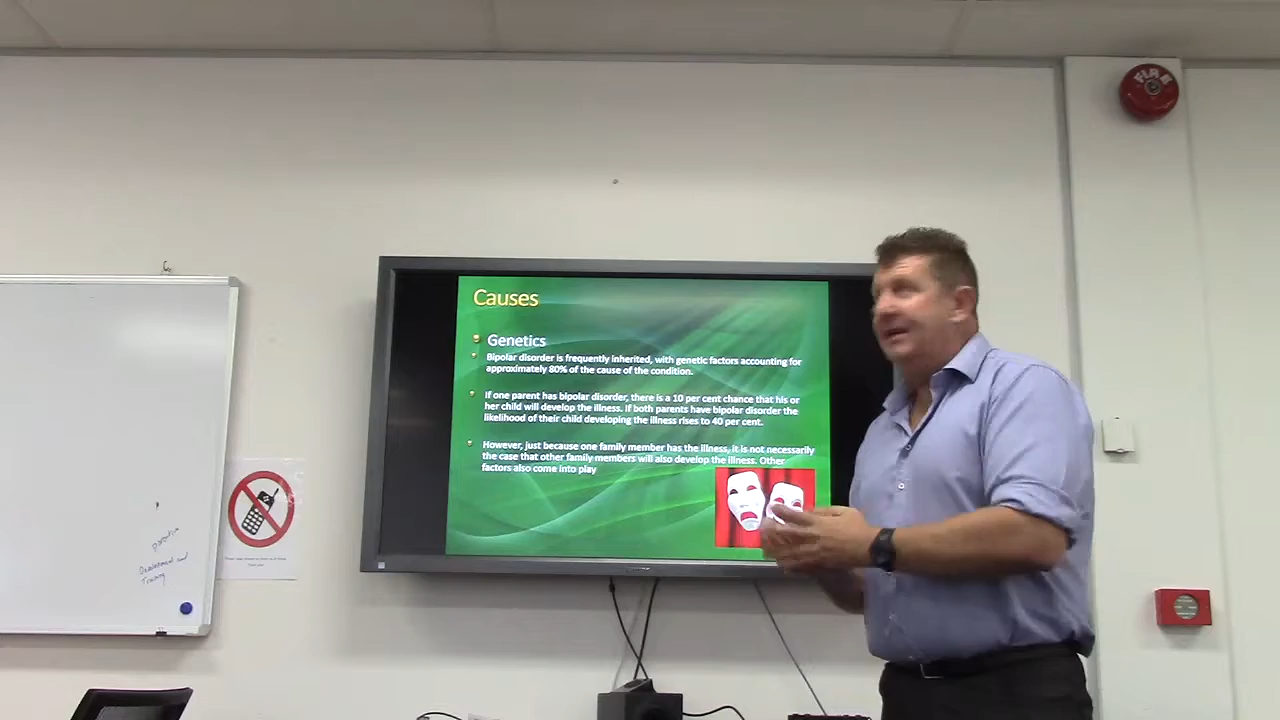 FIRE
Causes
Genetics
Bipolar disorder is frequently inherited, with genetic factors accounting for
approximately 80% of the cause of the condition.
If one parent has bipolar disorder, there is a 10 per cent chance that his or
her child will develop the illness. If both parents have bipolar disorder the
likelihood of their child developing the illness rises to 40 per cent.
However, just because one family member has the illness, it is not necessarily
the case that other family members will also develop the illness. Other
factors also come into play
Development and
Training